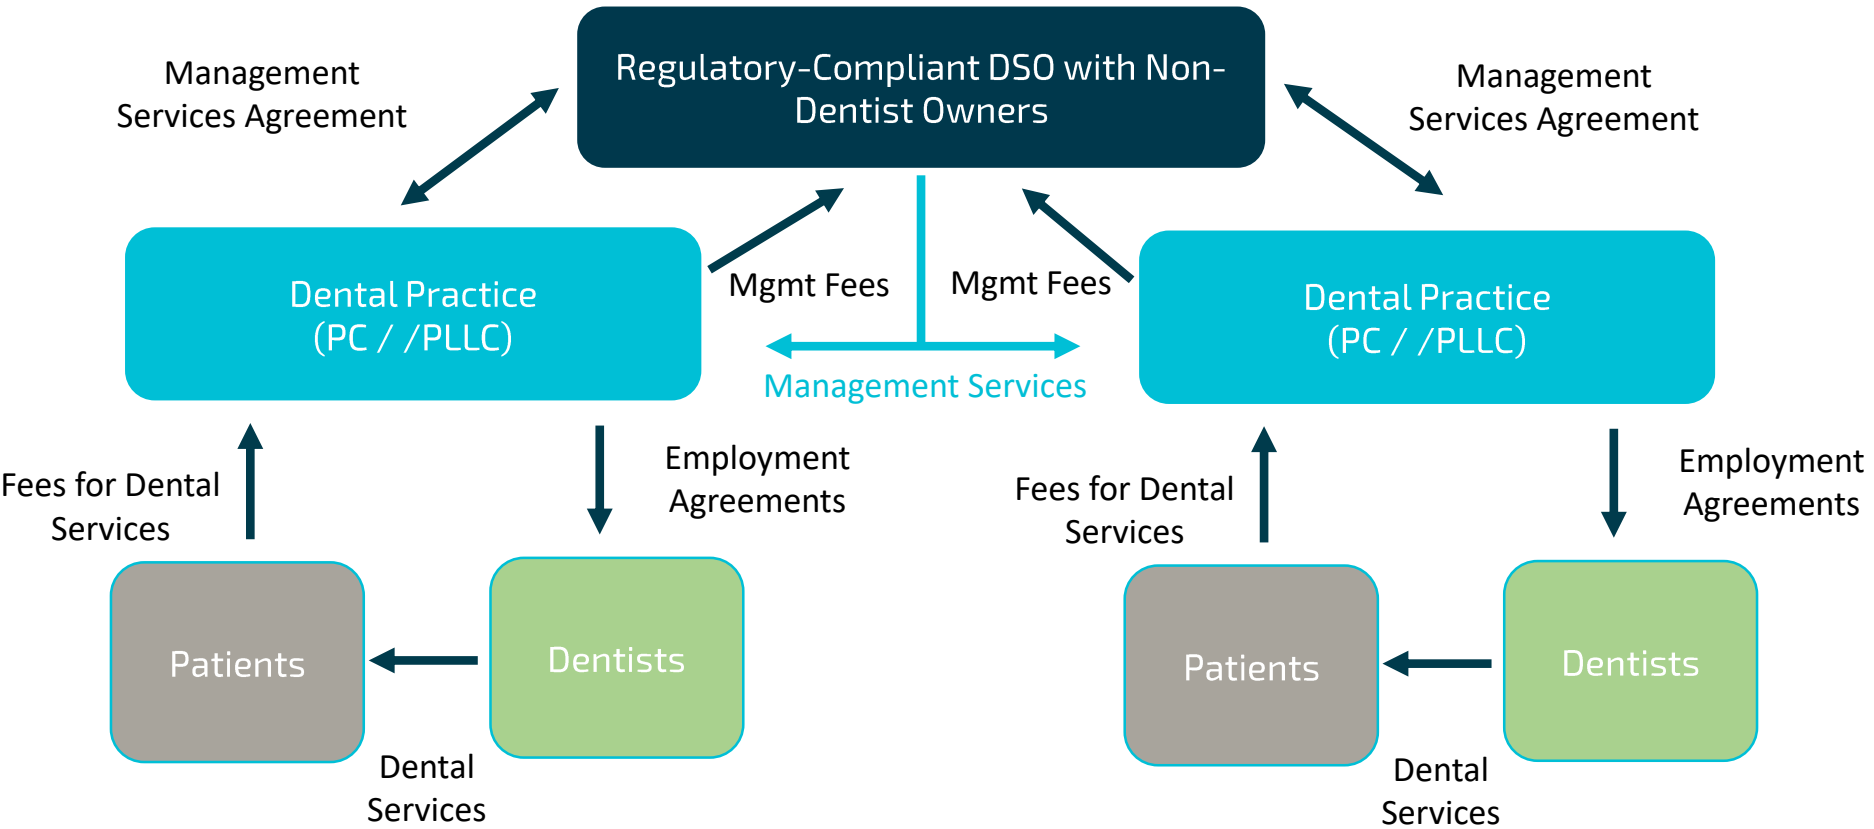 Regulatory-Compliant DSO with Non-
Dentist Owners
Management
Services Agreement
Management
Services Agreement
Dental Practice
(PC / /PLLC)
Mgmt Fees
Mgmt Fees
Dental Practice
(PC / /PLLC)
Management Services
Fees for Dental
Services
Employment
Agreements
Fees for Dental
Services
Employment
Agreements
Patients
Dentists
Patients
Dentists
Dental
Services
Dental
Services